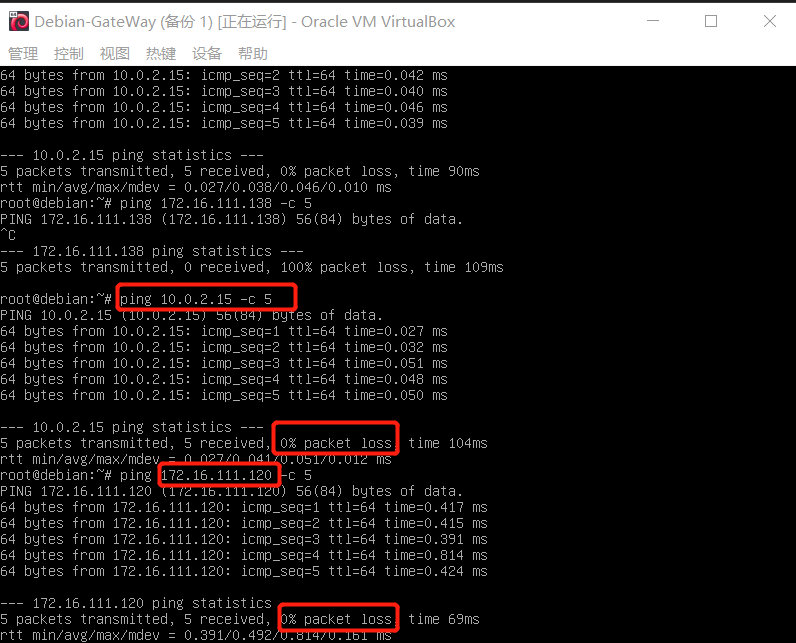 Debian-GateWay (备份 1) [正在运行] - Oracle VM VirtualBox
管理 控制 视图 热键 设备 帮助
64 bytes from 10.0.2.15: icmp_seq=2 ttl=64 time=0.042 ms
64 bytes from 10.0.2.15: icmp_seq=3 ttl=64 time=0.040 ms
64 bytes from 10.0.2.15: icmp_seq=4 ttl=64 time=0.046 ms
64 bytes from 10.0.2.15: icmp_seq=5 ttl=64 time=0.039 ms
--- 10.0.2.15 ping statistics ---
5 packets transmitted, 5 received, 0% packet loss, time 90ms
rtt min/avg/max/mdev = 0.027/0.038/0.046/0.010 ms
root@debian:~# ping 172.16.111.138 -c 5
PING 172.16.111.138 (172.16.111.138) 56(84) bytes of data.
^C
--- 172.16.111.138 ping statistics ---
5 packets transmitted, 0 received, 100% packet loss, time 109ms
root@debian:~# ping 10.0.2.15 -c 5
PING 10.0.2.15 (10.0.2.15) 56(84) bytes of data.
64 bytes from 10.0.2.15: icmp_seq=1 ttl=64 time=0.027 ms
64 bytes from 10.0.2.15: icmp_seq=2 ttl=64 time=0.032 ms
64 bytes from 10.0.2.15: icmp_seq=3 ttl=64 time=0.051 ms
64 bytes from 10.0.2.15: icmp_seq=4 ttl=64 time=0.048 ms
64 bytes from 10.0.2.15: icmp_seq=5 ttl=64 time=0.050 ms
--- 10.0.2.15 ping statistics ---
5 packets transmitted, 5 received, 0% packet loss, time 104ms
rtt min/avg/max/mdev = 0.027/0.041/0.051/0.012 ms
root@debian:~# ping 172.16.111.120 -c 5
PING 172.16.111.120 (172.16.111.120) 56(84) bytes of data.
64 bytes from 172.16.111.120: icmp_seq=1 ttl=64 time=0.417 ms
64 bytes from 172.16.111.120: icmp_seq=2 ttl=64 time=0.415 ms
64 bytes from 172.16.111.120: icmp_seq=3 ttl=64 time=0.391 ms
64 bytes from 172.16.111.120: icmp_seq=4 ttl=64 time=0.814 ms
64 bytes from 172.16.111.120: icmp_seq=5 ttl=64 time=0.424 ms
--- 172.16.111.120 ping statistics
5 packets transmitted, 5 received, 0% packet loss, time 69ms
rtt min/avg/max/mdev = 0.391/0.492/0.814/0.161 ms